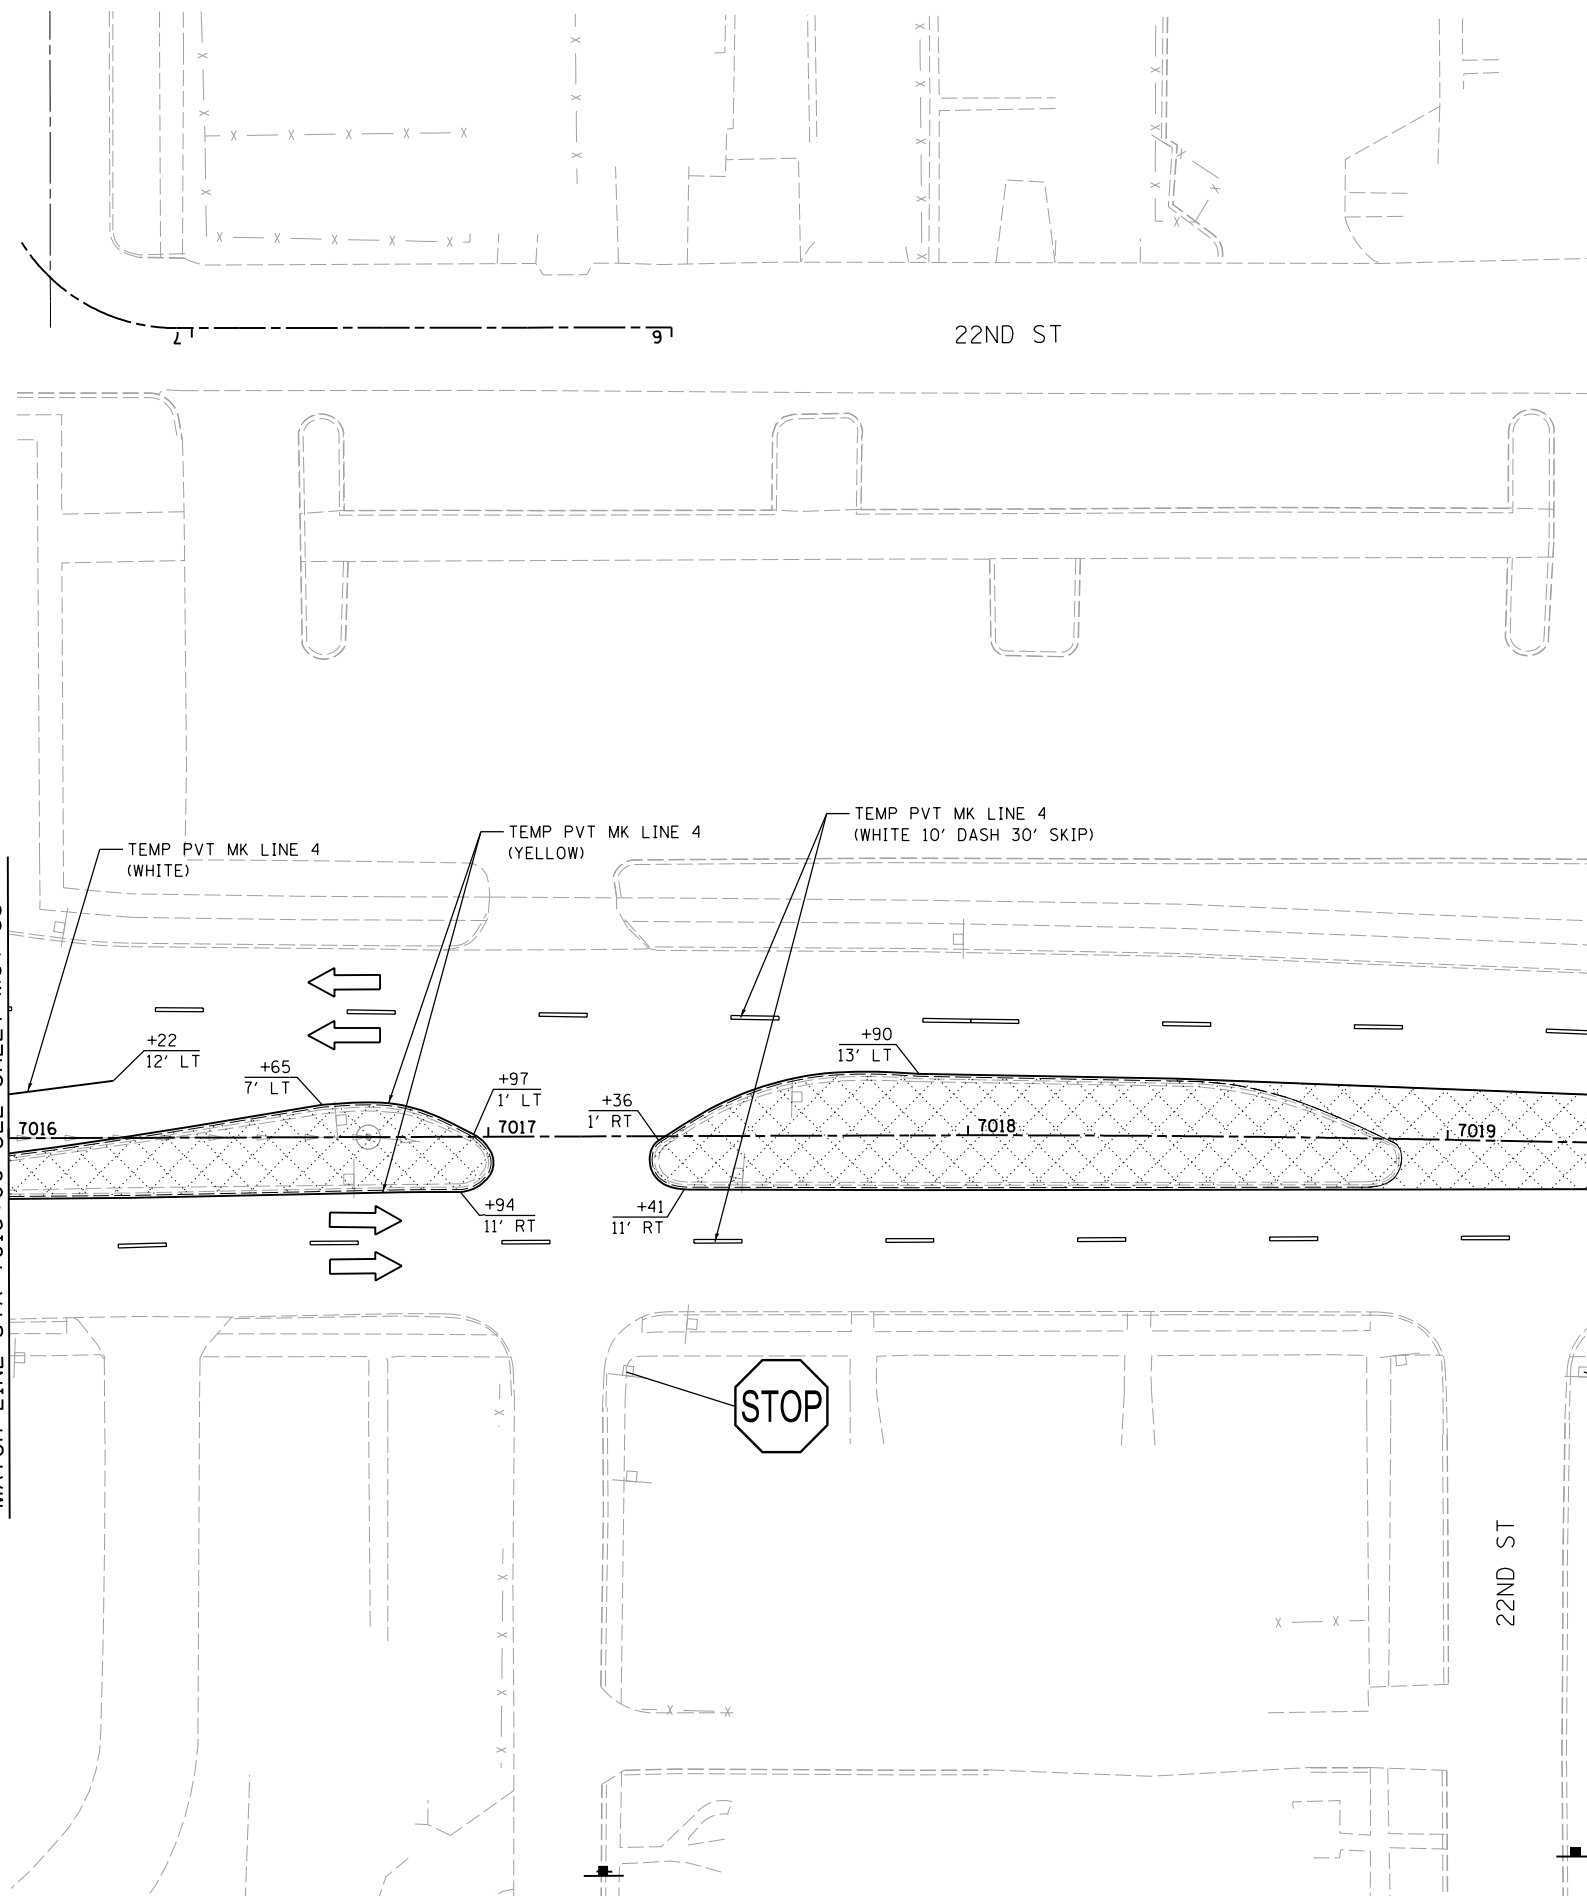 7
6
22ND ST
TEMP PVT MK LINE 4
(WHITE 10' DASH 30' SKIP)
TEMP PVT MK LINE 4
(YELLOW)
TEMP PVT MK LINE 4
(WHITE)
+22
12' LT
+65
7' LT
+97
1' LT
+36
1' RT
+90
13' LT
7016
7017
7018
7019
+94
11' RT
+41
11' RT
STOP
22ND ST